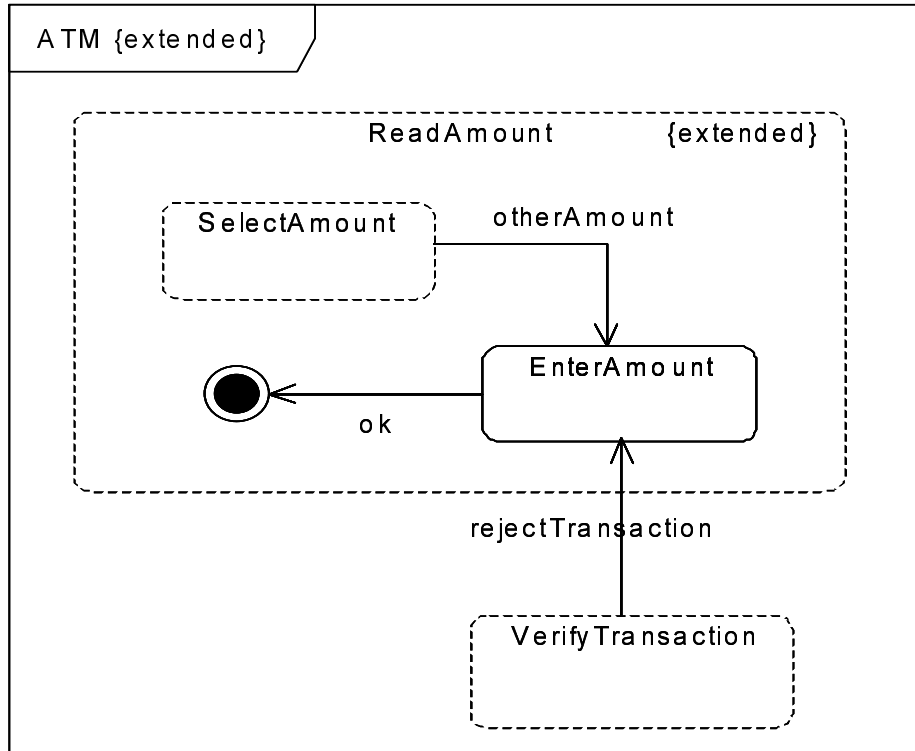 ATM {extended}
ReadAmount {extended}
SelectAmount
otherAmount
EnterAmount
ok
rejectTransaction
VerifyTransaction